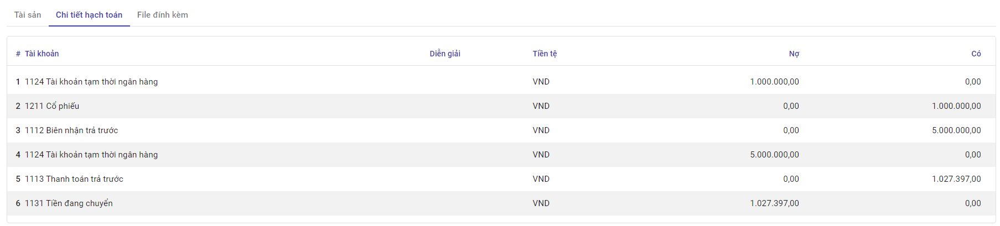 Tài sản Chi tiết hạch toán File đính kèm
# Tài khoản Diễn giải Tiền tệ Nợ Có
1 1124 Tài khoản tạm thời ngân hàng VND 1.000.000,00 0,00
2 1211 Cổ phiếu VND 0,00 1.000.000,00
3 1112 Biên nhận trả trước VND 0,00 5.000.000,00
4 1124 Tài khoản tạm thời ngân hàng VND 5.000.000,00 0,00
5 1113 Thanh toán trả trước VND 0,00 1.027.397,00
6 1131 Tiền đang chuyển VND 1.027.397,00 0,00